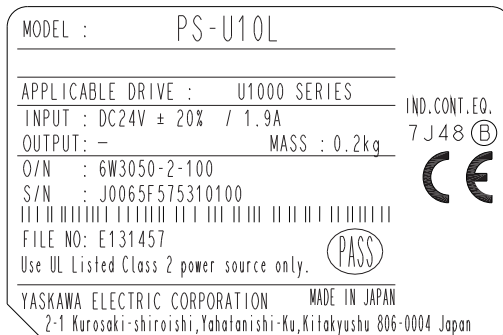 MODEL : PS-U10L
APPLICABLE DRIVE : U1000 SERIES
INPUT : DC24V ± 20% / 1.9A
OUTPUT: — MASS : 0.2kg
O/N : 6W3050-2-100
S/N : J0065F575310100
FILE NO: E131457
Use UL Listed Class 2 power source only.
PASS
YASKAWA ELECTRIC CORPORATION MADE IN JAPAN
2-1 Kurosaki-shiroishi,Yahatanishi-Ku,Kitakyushu 806-0004 Japan
IND.CONT.EQ.
7J48 B
CE